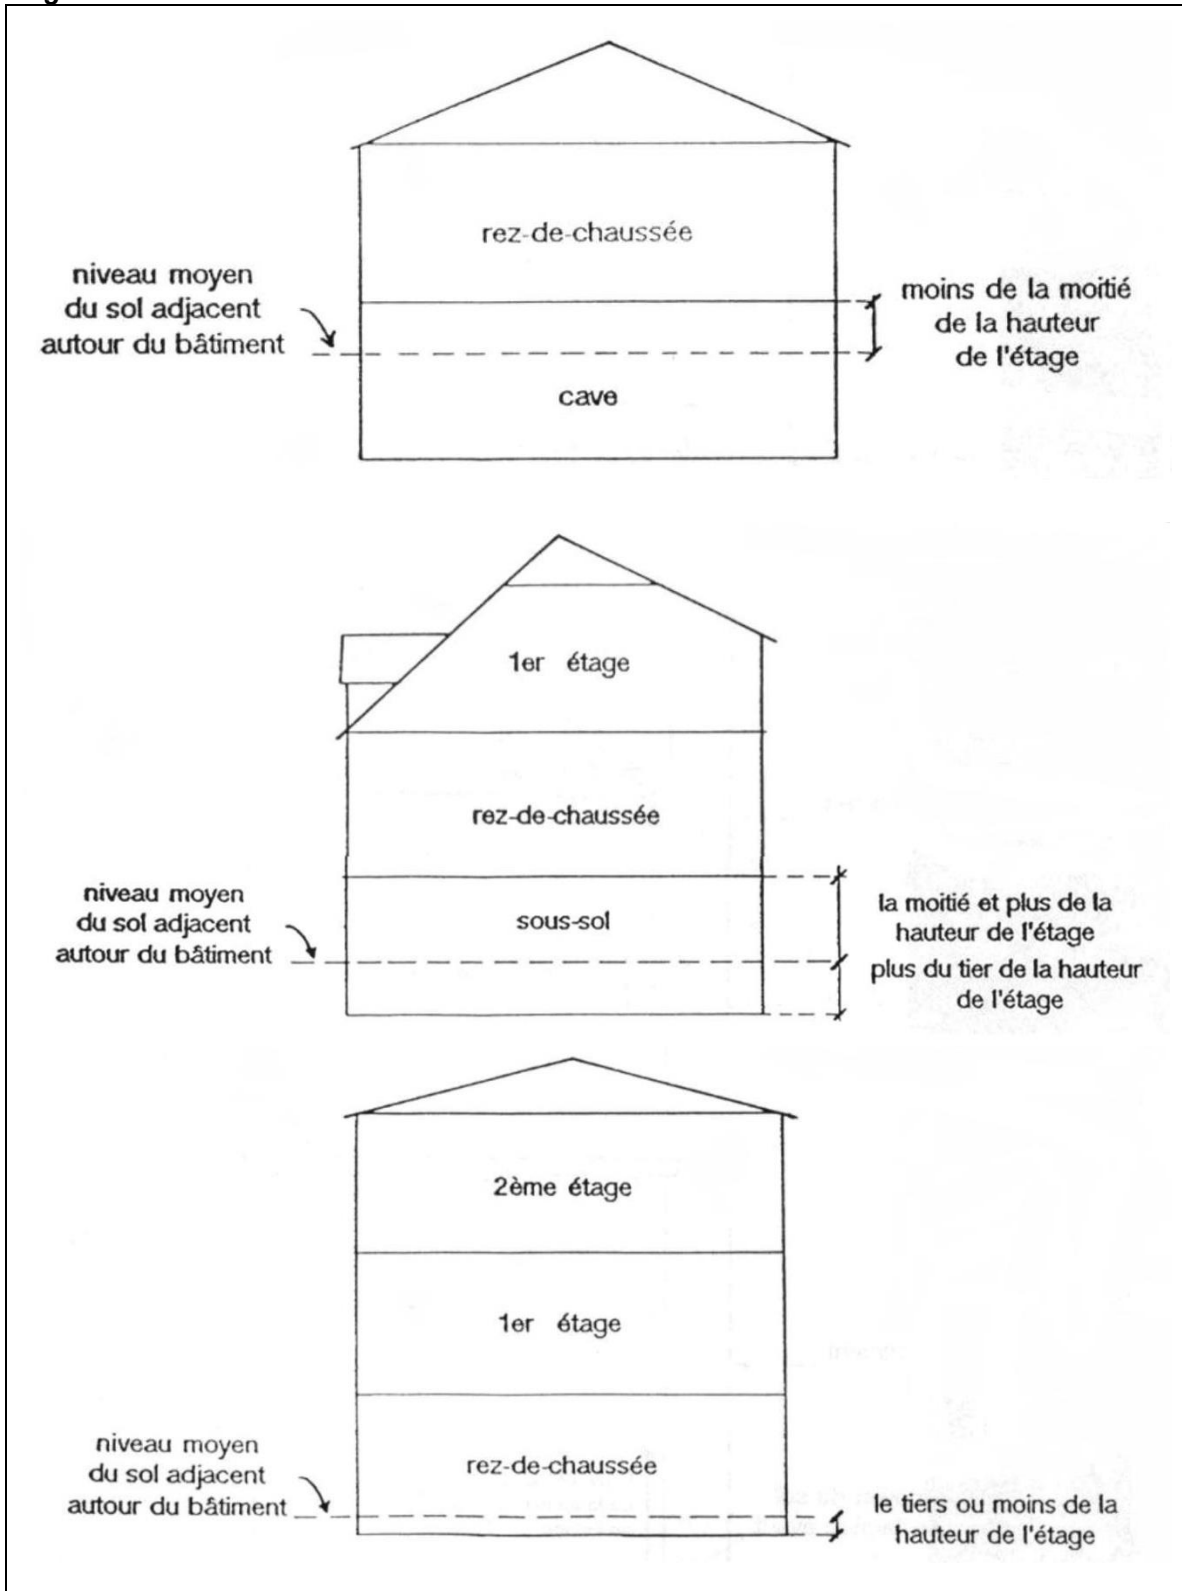 rez-de-chaussée
niveau moyen
du sol adjacent
autour du bâtiment
moins de la moitié
de la hauteur
de l'étage
cave
1er étage
rez-de-chaussée
niveau moyen
du sol adjacent
autour du bâtiment
sous-sol
la moitié et plus de la
hauteur de l'étage
plus du tier de la hauteur
de l'étage
2ème étage
1er étage
niveau moyen
du sol adjacent
autour du bâtiment
rez-de-chaussée
le tiers ou moins de la
hauteur de l'étage